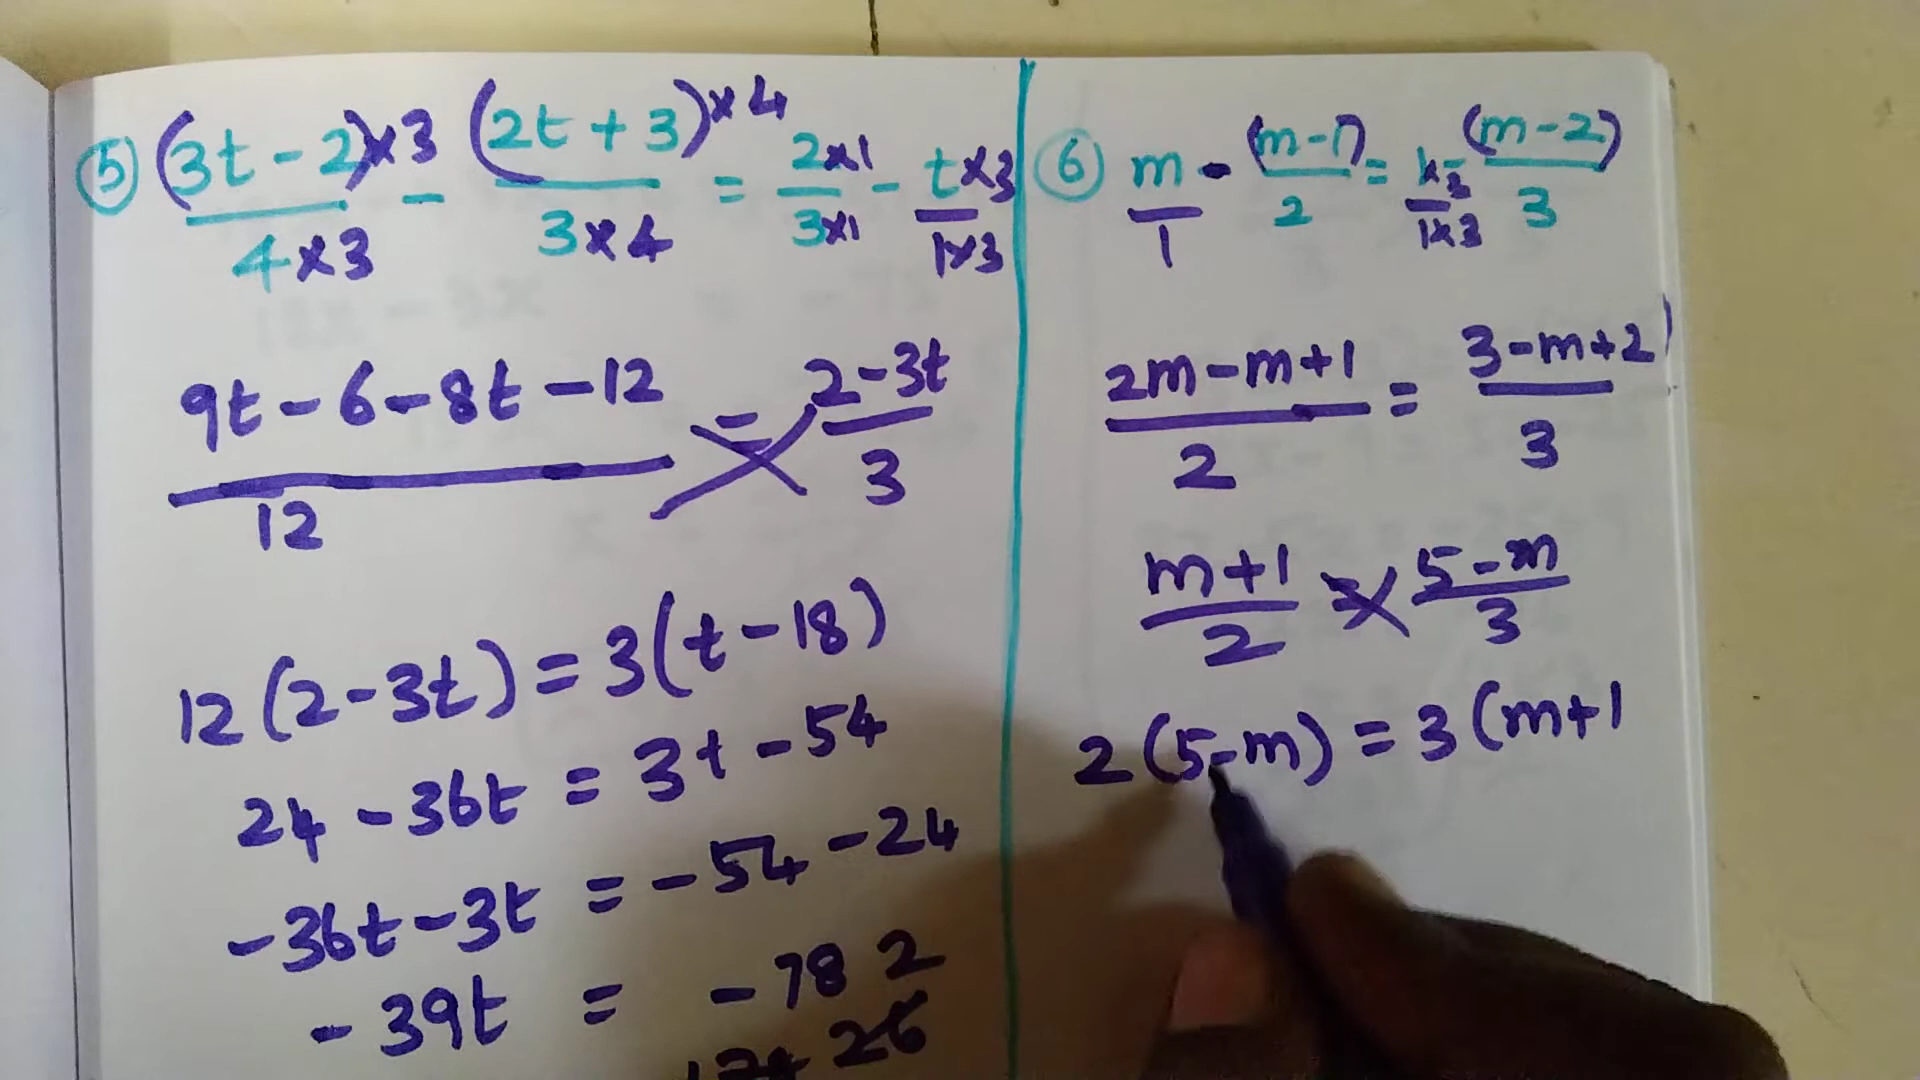 ⑤ (3t-2)×3/4×3 - (2t+3)×4/3×4 = 2×1/3×1 - t×3/1×3
9t-6-8t-12/12 = 2-3t/3
12(2-3t) = 3(t-18)
24-36t = 3t-54
-36t-3t = -54-24
-39t = -78 2
26
⑥ m/1 - (m-1)/2 = 1×3/1×3 - (m-2)/3
2m-m+1/2 = 3-m+2/3
m+1/2 = 5-m/3
2(5-m) = 3(m+1